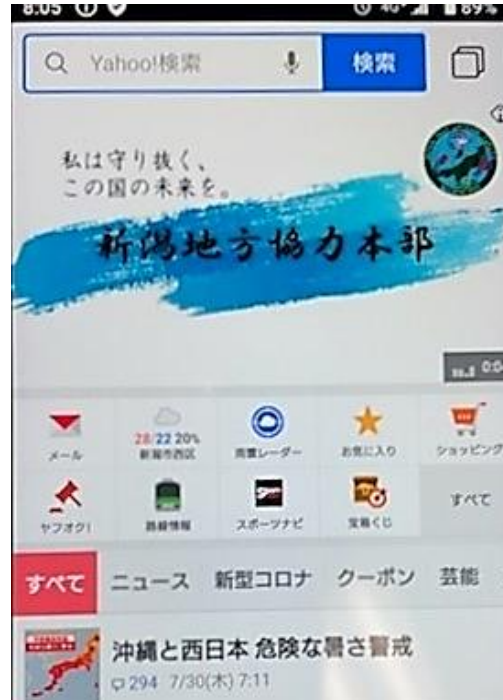 8:05
89%
Yahoo!検索
検索
私は守り抜く、
この国の未来を。
新潟地方協力本部
メール
28/22 20%
新潟市西区
雨雲レーダー
お気に入り
ショッピング
ヤフオク!
路線情報
スポーツナビ
宝箱くじ
すべて
すべて
ニュース
新型コロナ
クーポン
芸能
沖縄と西日本 危険な暑さ警戒
294 7/30(木) 7:11